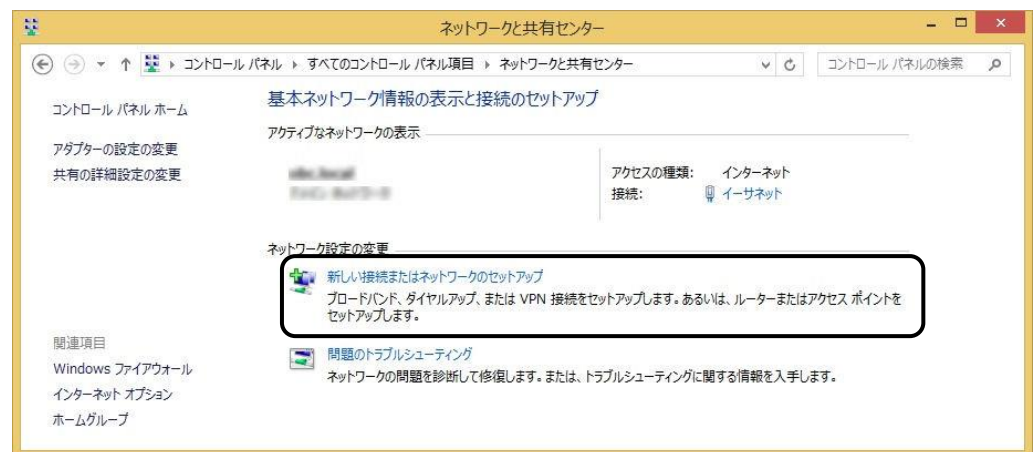 ネットワークと共有センター
コントロール パネル ▸ すべてのコントロール パネル項目 ▸ ネットワークと共有センター
コントロール パネルの検索
コントロール パネル ホーム
アダプターの設定の変更
共有の詳細設定の変更
基本ネットワーク情報の表示と接続のセットアップ
アクティブなネットワークの表示
アクセスの種類: インターネット
接続: イーサネット
ネットワーク設定の変更
新しい接続またはネットワークのセットアップ
ブロードバンド、ダイヤルアップ、または VPN 接続をセットアップします。あるいは、ルーターまたはアクセス ポイントを
セットアップします。
問題のトラブルシューティング
ネットワークの問題を診断して修復します。または、トラブルシューティングに関する情報を入手します。
関連項目
Windows ファイアウォール
インターネット オプション
ホームグループ